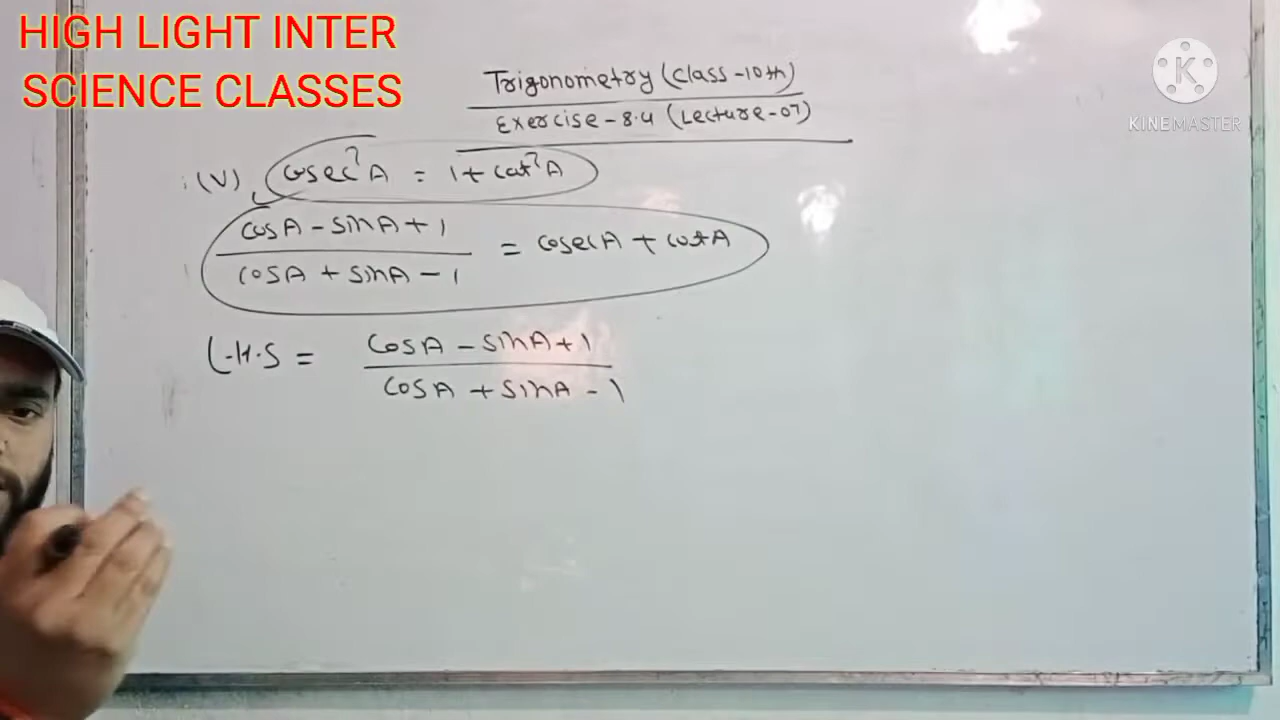 HIGH LIGHT INTER
SCIENCE CLASSES
K
KINEMASTER
Trigonometry (Class-10th)
Exercise-8.4 (Lecture-07)
(V) cosec²A = 1+cot²A
cosA - sinA + 1
cosA + sinA - 1
= cosecA + cotA
L.H.S =
cosA - sinA + 1
cosA + sinA - 1